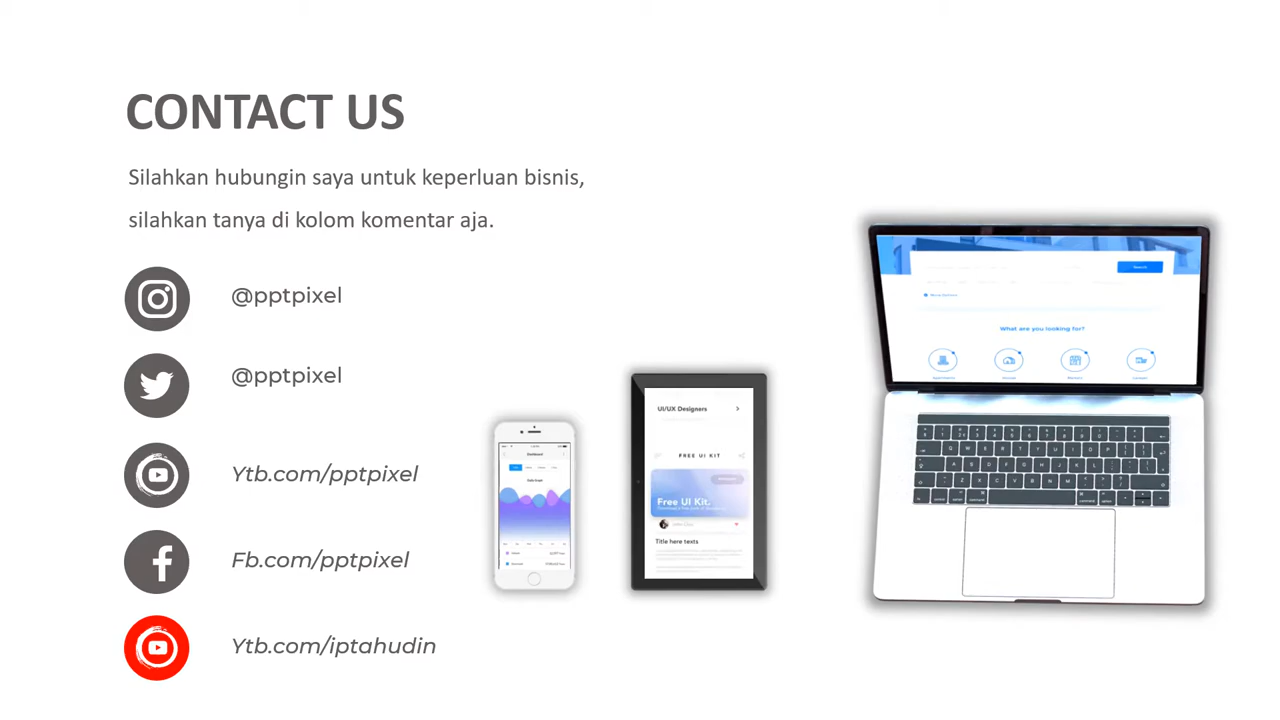 CONTACT US
Silahkan hubungin saya untuk keperluan bisnis,
silahkan tanya di kolom komentar aja.
@pptpixel
@pptpixel
Ytb.com/pptpixel
Fb.com/pptpixel
Ytb.com/iptahudin
Dashboard
UI/UX Designers
FREE UI KIT
Free UI Kit.
Title here texts
What are you looking for?